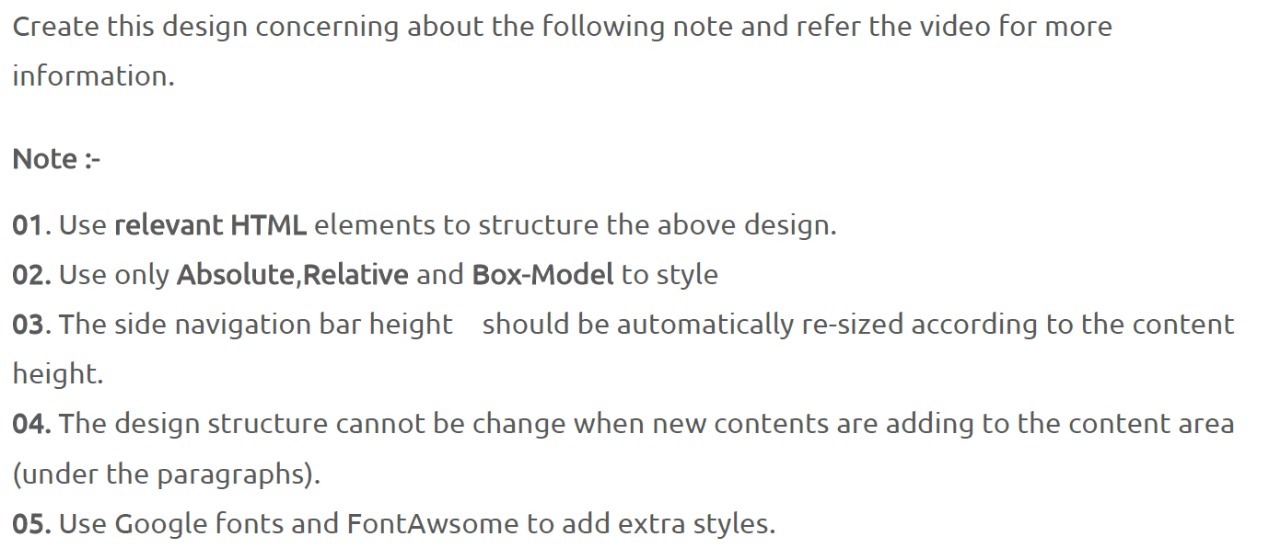 Create this design concerning about the following note and refer the video for more
information.
Note :-
01. Use relevant HTML elements to structure the above design.
02. Use only Absolute,Relative and Box-Model to style
03. The side navigation bar height    should be automatically re-sized according to the content
height.
04. The design structure cannot be change when new contents are adding to the content area
(under the paragraphs).
05. Use Google fonts and FontAwsome to add extra styles.